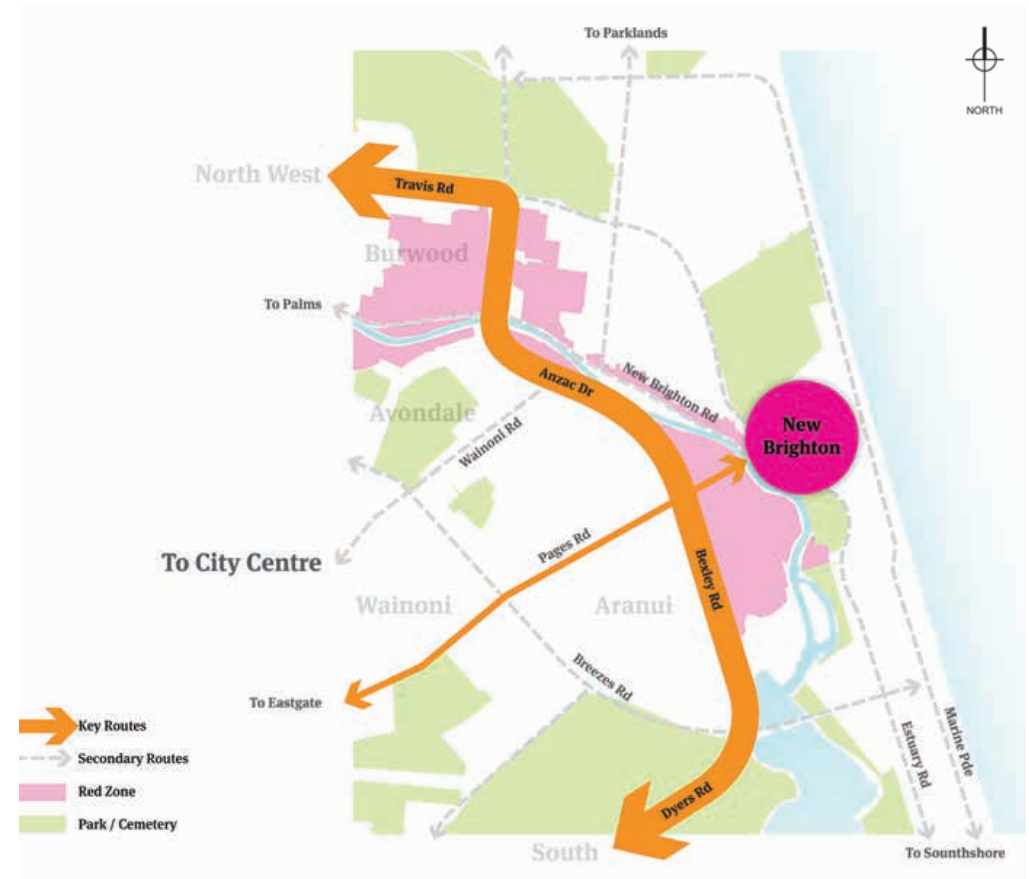 To Parklands
NORTH
North West
Travis Rd
Burwood
To Palms
New Brighton Rd
Anzac Dr
Avondale
Wainoni Rd
New
Brighton
Pages Rd
To City Centre
Bexley Rd
Wainoni
Aranui
Breezes Rd
To Eastgate
Key Routes
Secondary Routes
Red Zone
Park / Cemetery
Estuary Rd
Marine Pde
Dyers Rd
South
To Sounthshore